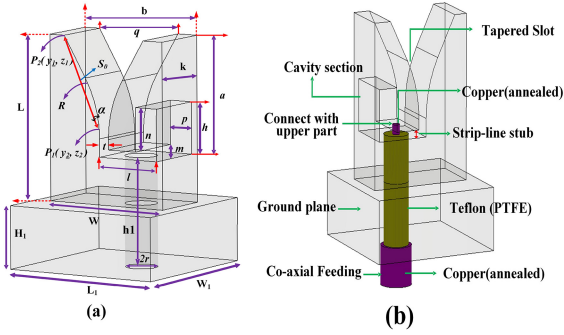 b
q
P₂( y₁, z₁)
S₀
k
L
R
α
a
n
p
h
P₁( y₂, z₂)
t
m
l
W
h1
H₁
2r
L₁
W₁
(a)
Tapered Slot
Cavity section
Copper(annealed)
Connect with
upper part
Strip-line stub
Ground plane
Teflon (PTFE)
Co-axial Feeding
Copper(annealed)
(b)